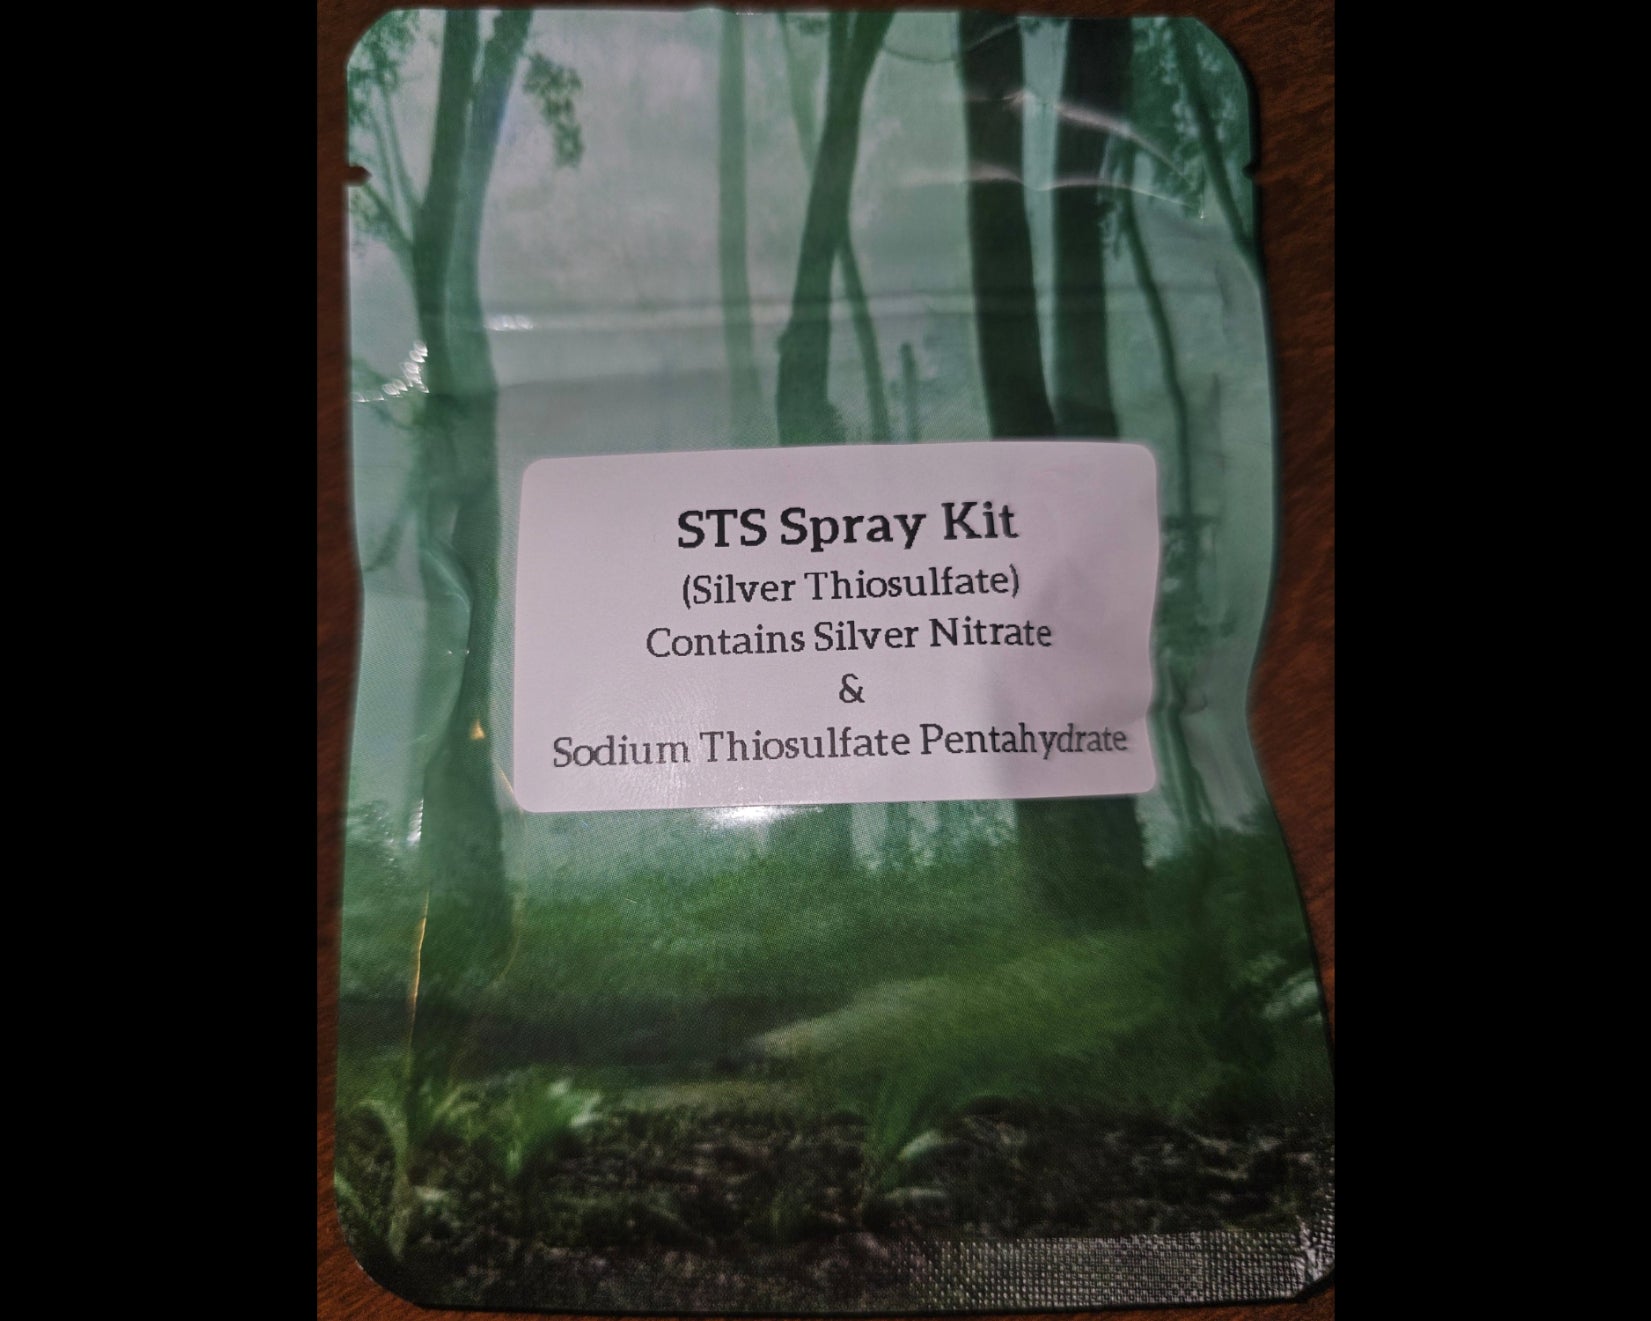 STS Spray Kit
(Silver Thiosulfate)
Contains Silver Nitrate
&
Sodium Thiosulfate Pentahydrate